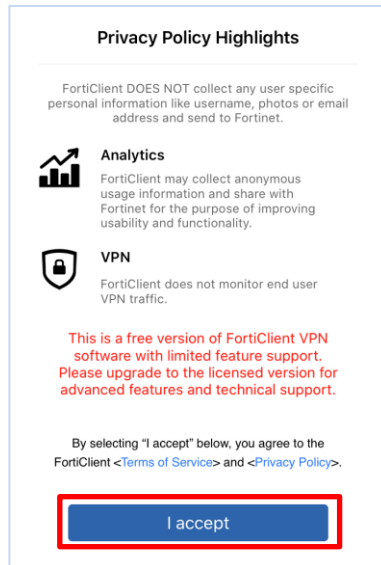 Privacy Policy Highlights
FortiClient DOES NOT collect any user specific
personal information like username, photos or email
address and send to Fortinet.
Analytics
FortiClient may collect anonymous
usage information and share with
Fortinet for the purpose of improving
usability and functionality.
VPN
FortiClient does not monitor end user
VPN traffic.
This is a free version of FortiClient VPN
software with limited feature support.
Please upgrade to the licensed version for
advanced features and technical support.
By selecting "I accept" below, you agree to the
FortiClient <Terms of Service> and <Privacy Policy>.
I accept